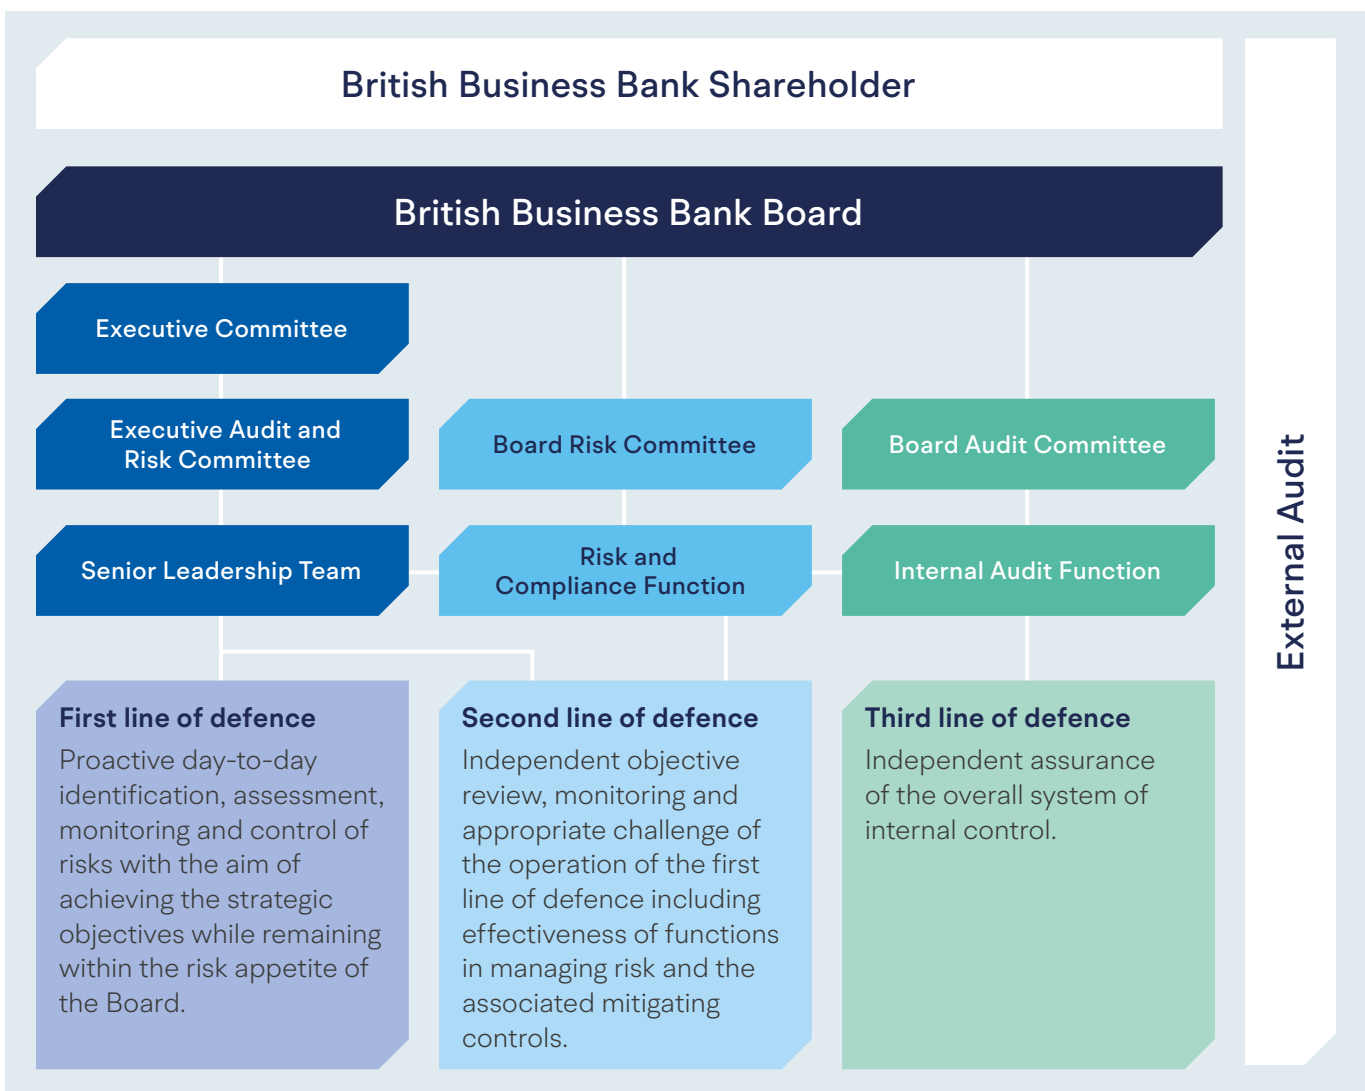 British Business Bank Shareholder
British Business Bank Board
Executive Committee
Executive Audit and
Risk Committee
Board Risk Committee
Board Audit Committee
Senior Leadership Team
Risk and
Compliance Function
Internal Audit Function
First line of defence
Proactive day-to-day
identification, assessment,
monitoring and control of
risks with the aim of
achieving the strategic
objectives while remaining
within the risk appetite of
the Board.
Second line of defence
Independent objective
review, monitoring and
appropriate challenge of
the operation of the first
line of defence including
effectiveness of functions
in managing risk and the
associated mitigating
controls.
Third line of defence
Independent assurance
of the overall system of
internal control.
External Audit